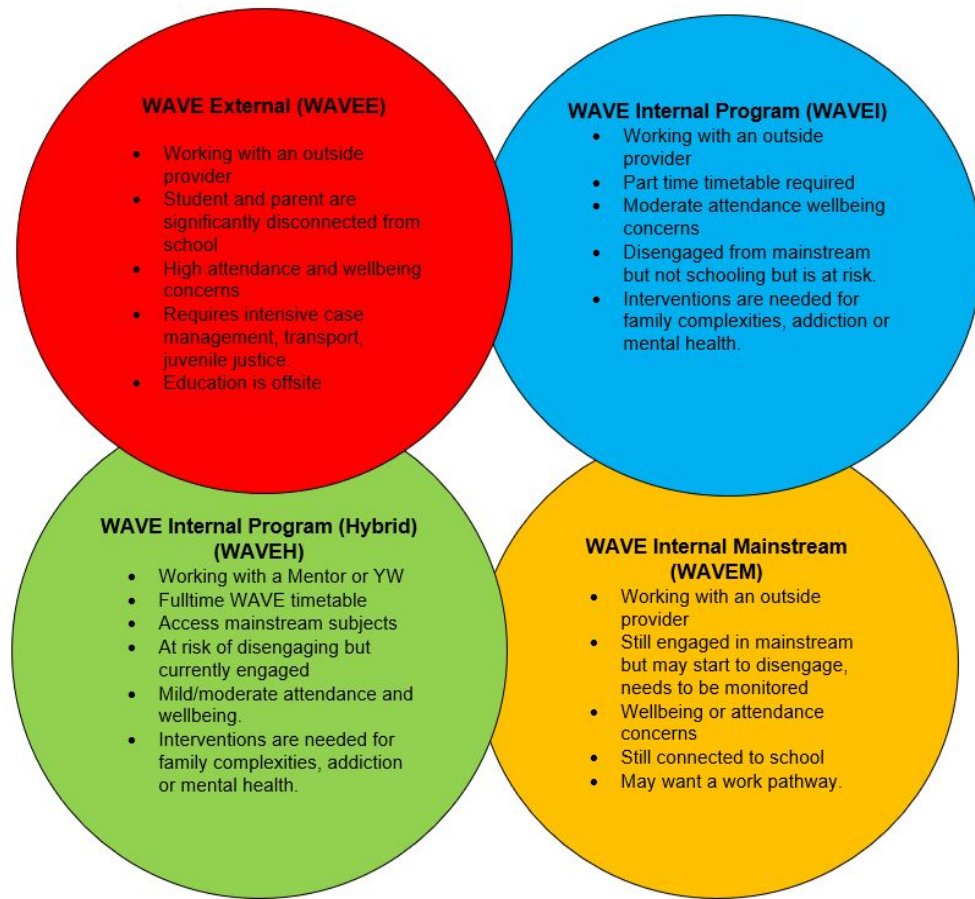 WAVE External (WAVEE)
• Working with an outside
provider
• Student and parent are
significantly disconnected from
school
• High attendance and wellbeing
concerns
• Requires intensive case
management, transport,
juvenile justice.
• Education is offsite
WAVE Internal Program (WAVEI)
• Working with an outside
provider
• Part time timetable required
• Moderate attendance wellbeing
concerns
• Disengaged from mainstream
but not schooling but is at risk.
• Interventions are needed for
family complexities, addiction or
mental health.
WAVE Internal Program (Hybrid)
(WAVEH)
• Working with a Mentor or YW
• Fulltime WAVE timetable
• Access mainstream subjects
• At risk of disengaging but
currently engaged
• Mild/moderate attendance and
wellbeing.
• Interventions are needed for
family complexities, addiction
or mental health.
WAVE Internal Mainstream
(WAVEM)
• Working with an outside
provider
• Still engaged in mainstream
but may start to disengage,
needs to be monitored
• Wellbeing or attendance
concerns
• Still connected to school
• May want a work pathway.